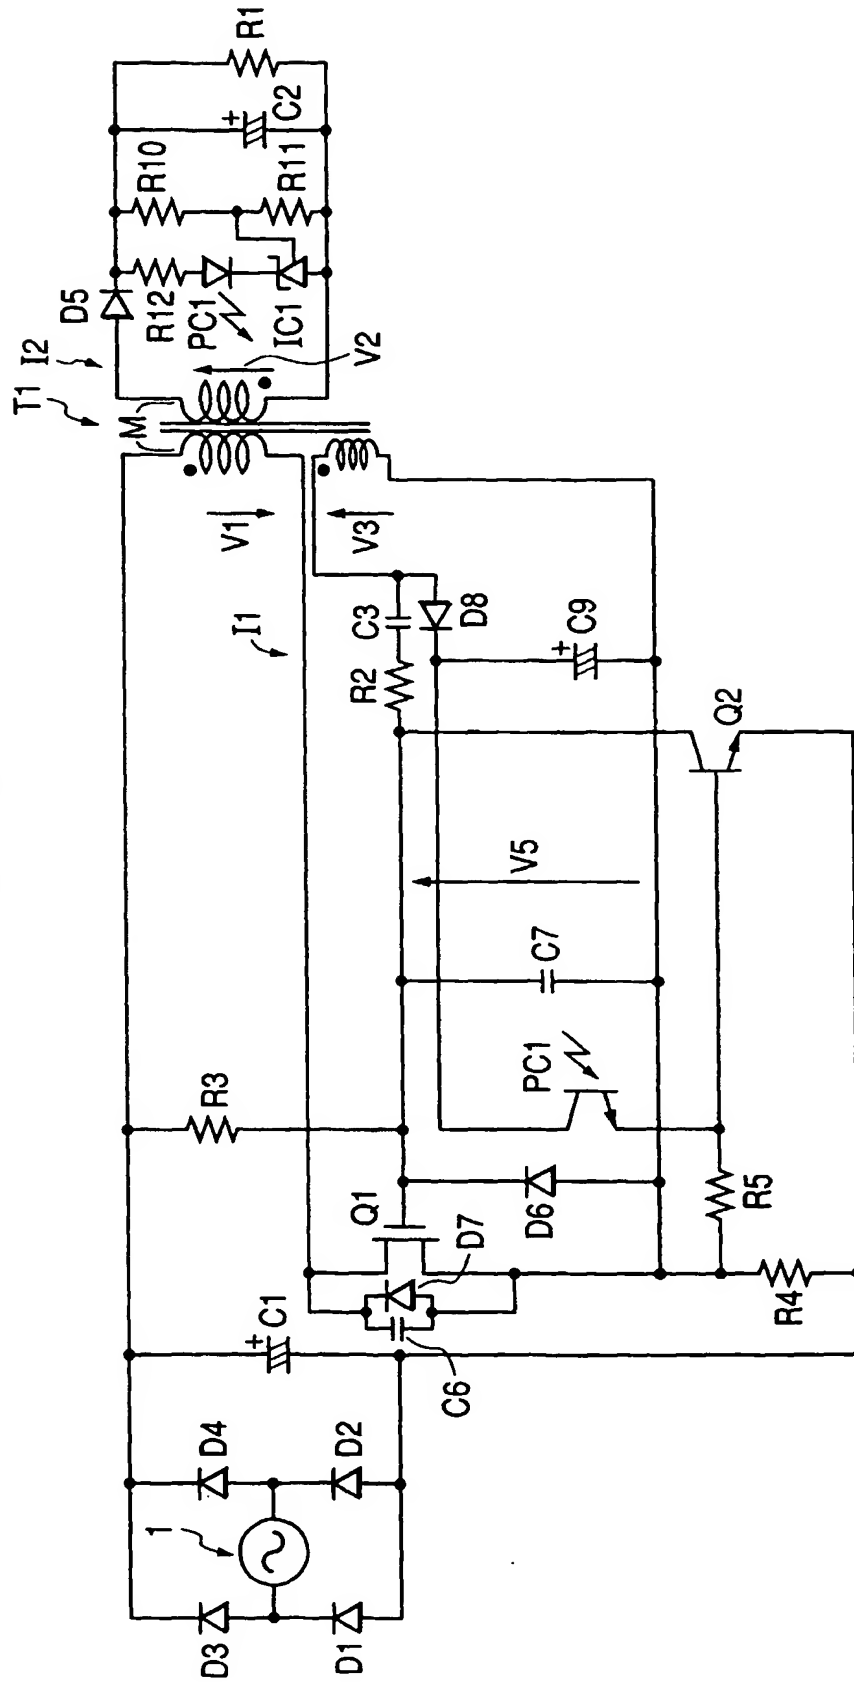 T1
I2
D5
M
R12
PC1
IC1
R10
R11
C2
R1
V2
V1
V3
I1
R3
R2
C3
D8
C9
Q2
V5
C7
PC1
Q1
D7
D6
R5
R4
C6
C1
D4
D2
1
D3
D1
+
+
+